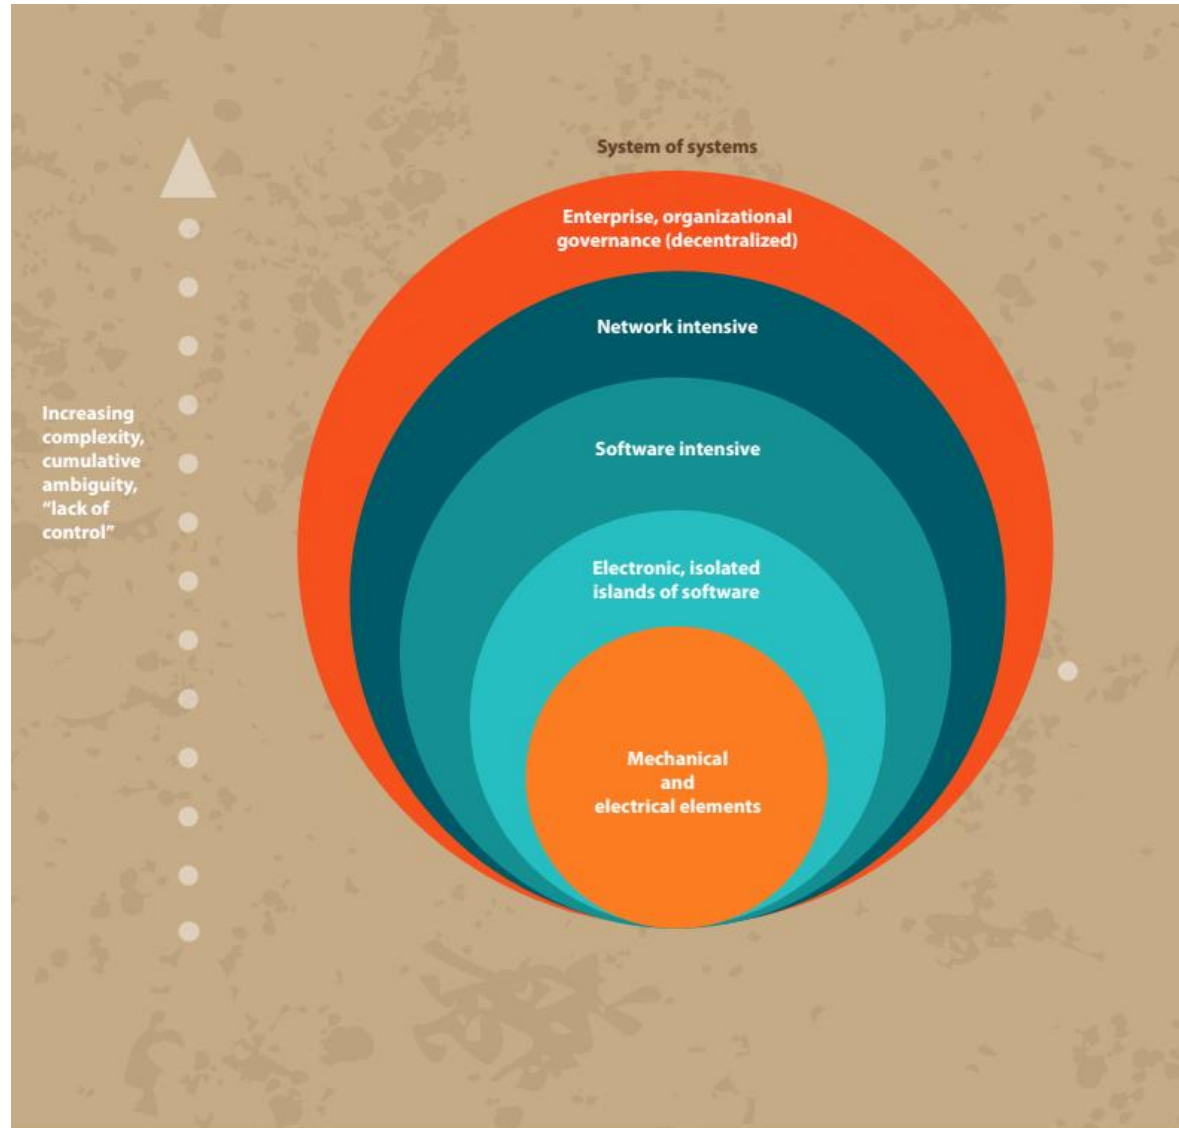 System of systems
Enterprise, organizational
governance (decentralized)
Network intensive
Increasing
complexity,
cumulative
ambiguity,
“lack of
control”
Software intensive
Electronic, isolated
islands of software
Mechanical
and
electrical elements